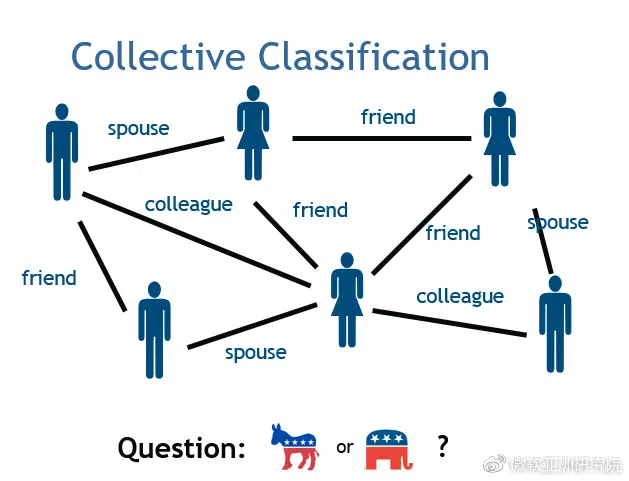 Collective Classification
spouse
friend
colleague
friend
friend
spouse
friend
colleague
spouse
Question: or ?
@微软亚洲研究院